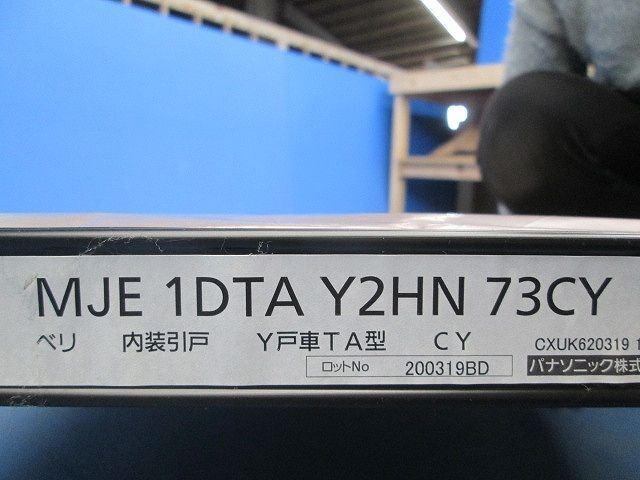 MJE 1DTA Y2HN 73CY
ベリ 内装引戸 Y戸車TA型 CY CXUK620319 1
ロットNo 200319BD パナソニック株式